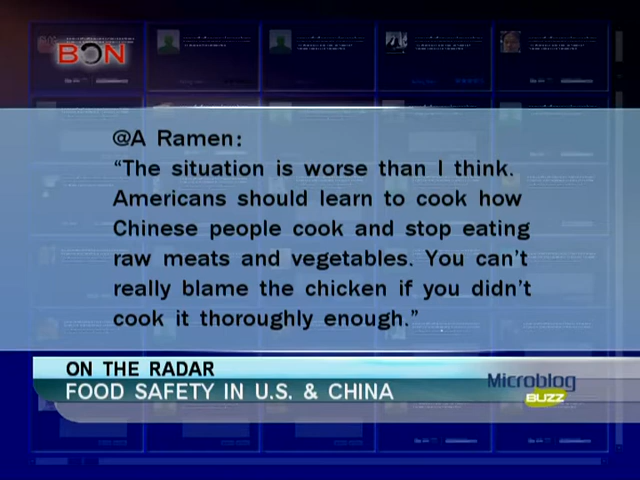 BON
@A Ramen:
“The situation is worse than I think.
Americans should learn to cook how
Chinese people cook and stop eating
raw meats and vegetables. You can’t
really blame the chicken if you didn’t
cook it thoroughly enough.”
ON THE RADAR
FOOD SAFETY IN U.S. & CHINA
Microblog
BUZZ